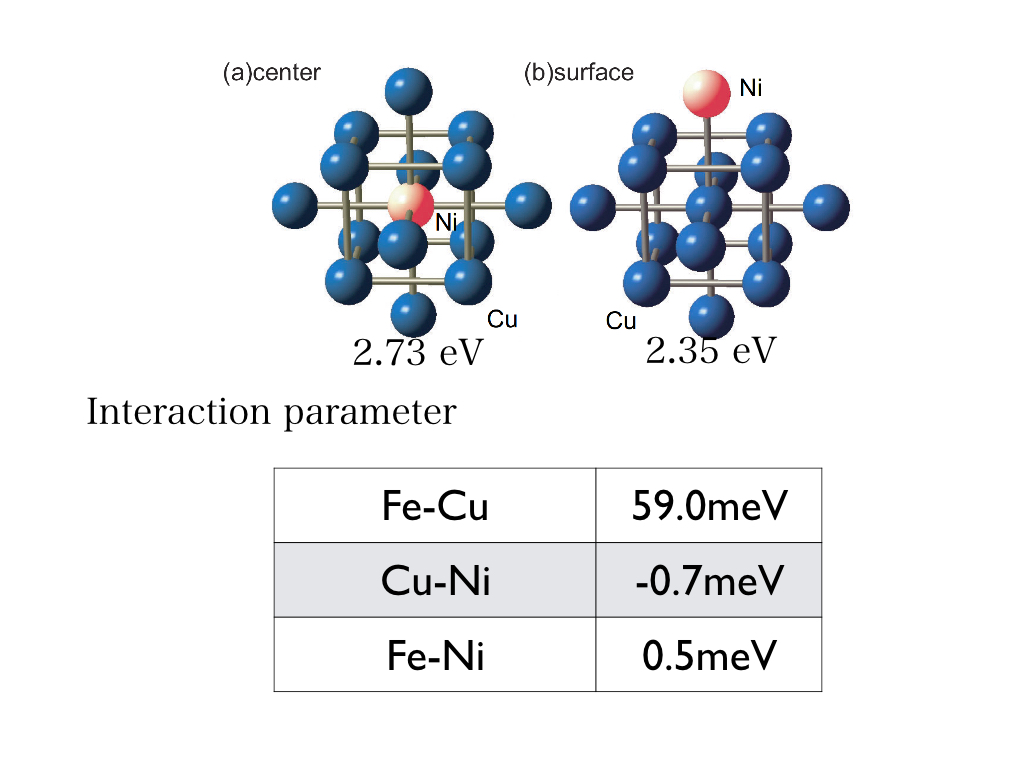 (a)center
(b)surface
Ni
Ni
Cu
Cu
2.73 eV
2.35 eV
Interaction parameter
Fe-Cu 59.0meV
Cu-Ni -0.7meV
Fe-Ni 0.5meV